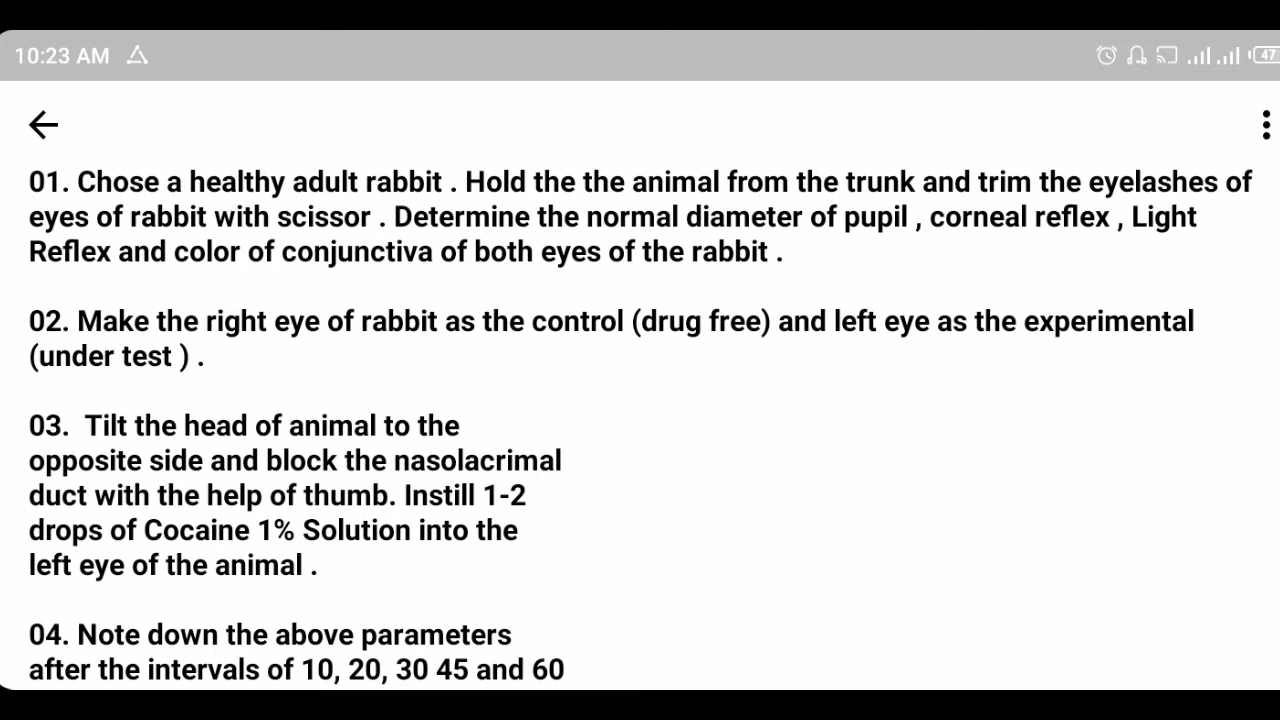 10:23 AM
47
01. Chose a healthy adult rabbit . Hold the the animal from the trunk and trim the eyelashes of
eyes of rabbit with scissor . Determine the normal diameter of pupil , corneal reflex , Light
Reflex and color of conjunctiva of both eyes of the rabbit .
02. Make the right eye of rabbit as the control (drug free) and left eye as the experimental
(under test ) .
03.  Tilt the head of animal to the
opposite side and block the nasolacrimal
duct with the help of thumb. Instill 1-2
drops of Cocaine 1% Solution into the
left eye of the animal .
04. Note down the above parameters
after the intervals of 10, 20, 30 45 and 60